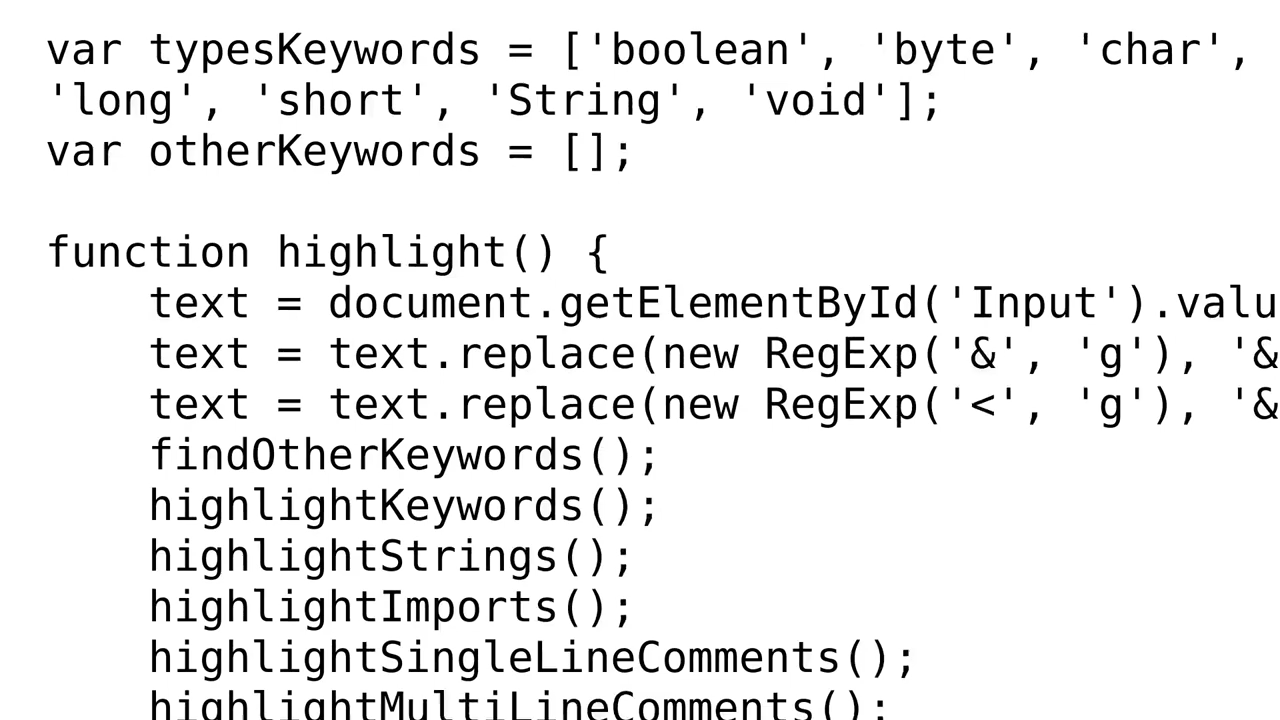 var typesKeywords = ['boolean', 'byte', 'char',
'long', 'short', 'String', 'void'];
var otherKeywords = [];
function highlight() {
    text = document.getElementById('Input').valu
    text = text.replace(new RegExp('&', 'g'), '&
    text = text.replace(new RegExp('<', 'g'), '&
    findOtherKeywords();
    highlightKeywords();
    highlightStrings();
    highlightImports();
    highlightSingleLineComments();
    highlightMultiLineComments();